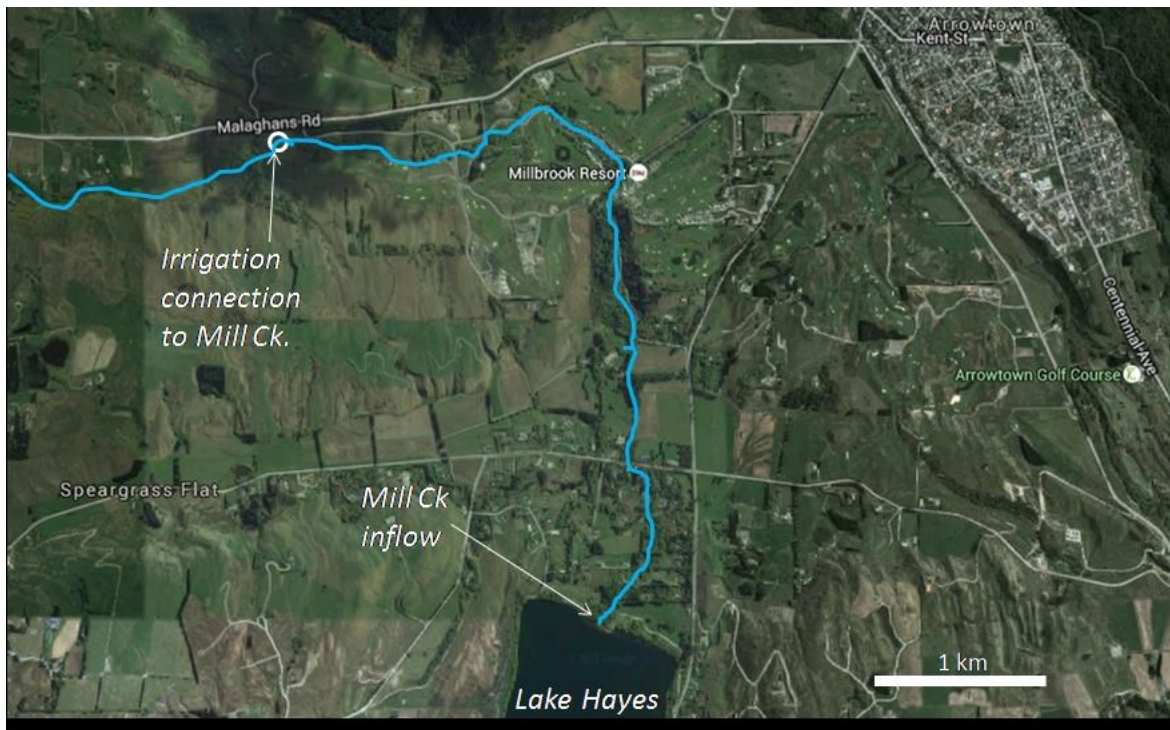 Arrowtown
Kent St
Malaghans Rd
Millbrook Resort
Irrigation
connection
to Mill Ck.
Centennial Ave
Arrowtown Golf Course
Speargrass Flat
Mill Ck
inflow
1 km
Lake Hayes